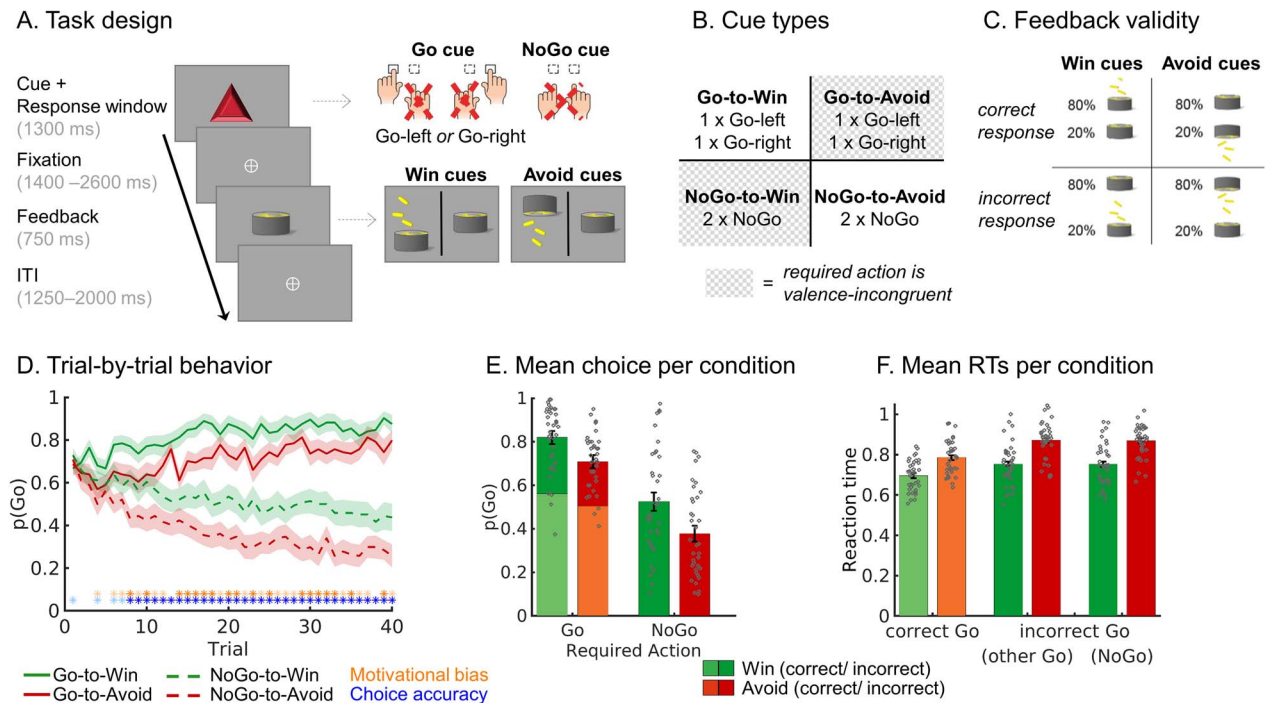 A. Task design
Cue +
Response window
(1300 ms)
Fixation
(1400 –2600 ms)
Feedback
(750 ms)
ITI
(1250–2000 ms)
Go cue
NoGo cue
Go-left or Go-right
Win cues
Avoid cues
B. Cue types
Go-to-Win
1 x Go-left
1 x Go-right
Go-to-Avoid
1 x Go-left
1 x Go-right
NoGo-to-Win
2 x NoGo
NoGo-to-Avoid
2 x NoGo
= required action is
valence-incongruent
C. Feedback validity
Win cues
Avoid cues
correct
response
80%
20%
80%
20%
incorrect
response
80%
20%
80%
20%
D. Trial-by-trial behavior
p(Go)
1
0.8
0.6
0.4
0.2
0
0
10
20
30
40
Trial
Go-to-Win
Go-to-Avoid
NoGo-to-Win
NoGo-to-Avoid
Motivational bias
Choice accuracy
E. Mean choice per condition
p(Go)
1
0.8
0.6
0.4
0.2
0
Go
NoGo
Required Action
F. Mean RTs per condition
Reaction time
1
0.8
0.6
0.4
0.2
0
correct Go
incorrect Go
(other Go)
(NoGo)
Win (correct/ incorrect)
Avoid (correct/ incorrect)